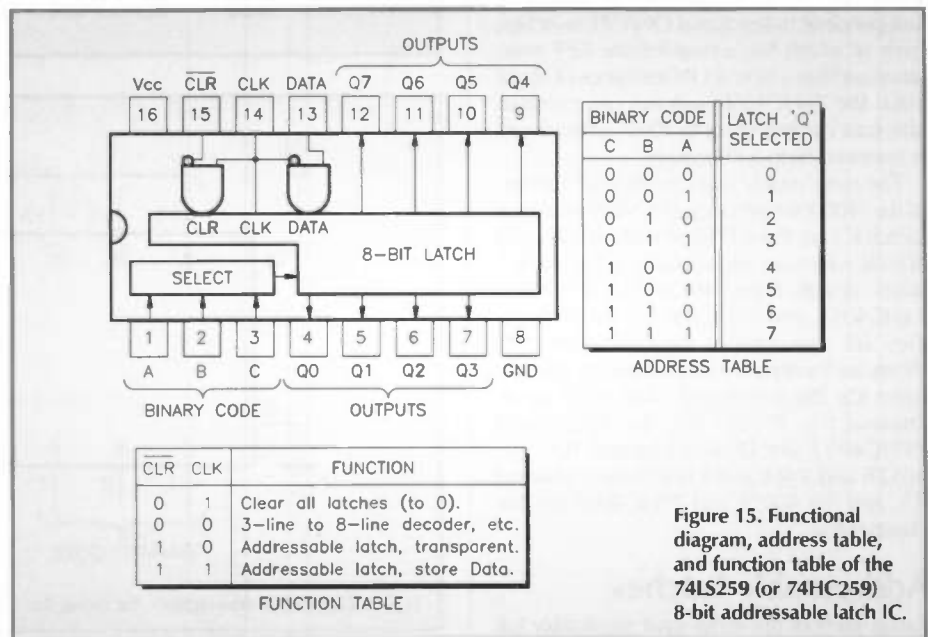 OUTPUTS
Vcc CLR CLK DATA Q7 Q6 Q5 Q4
16 15 14 13 12 11 10 9
CLR CLK DATA
8-BIT LATCH
SELECT
1 2 3 4 5 6 7 8
A B C Q0 Q1 Q2 Q3 GND
BINARY CODE OUTPUTS
BINARY CODE LATCH 'Q'
SELECTED
C B A
0 0 0 0
0 0 1 1
0 1 0 2
0 1 1 3
1 0 0 4
1 0 1 5
1 1 0 6
1 1 1 7
ADDRESS TABLE
CLR CLK FUNCTION
0 1 Clear all latches (to 0).
0 0 3-line to 8-line decoder, etc.
1 0 Addressable latch, transparent.
1 1 Addressable latch, store Data.
FUNCTION TABLE
Figure 15. Functional
diagram, address table,
and function table of the
74LS259 (or 74HC259)
8-bit addressable latch IC.